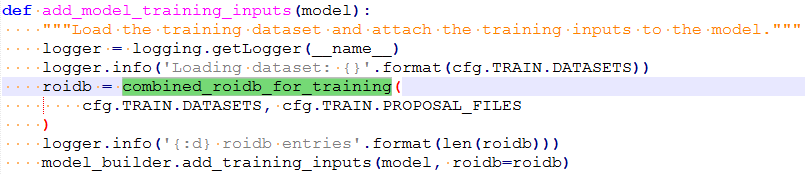 def add_model_training_inputs(model):
    """Load the training dataset and attach the training inputs to the model."""
    logger = logging.getLogger(__name__)
    logger.info('Loading dataset: {}'.format(cfg.TRAIN.DATASETS))
    roidb = combined_roidb_for_training(
        cfg.TRAIN.DATASETS, cfg.TRAIN.PROPOSAL_FILES
    )
    logger.info('{:d} roidb entries'.format(len(roidb)))
    model_builder.add_training_inputs(model, roidb=roidb)